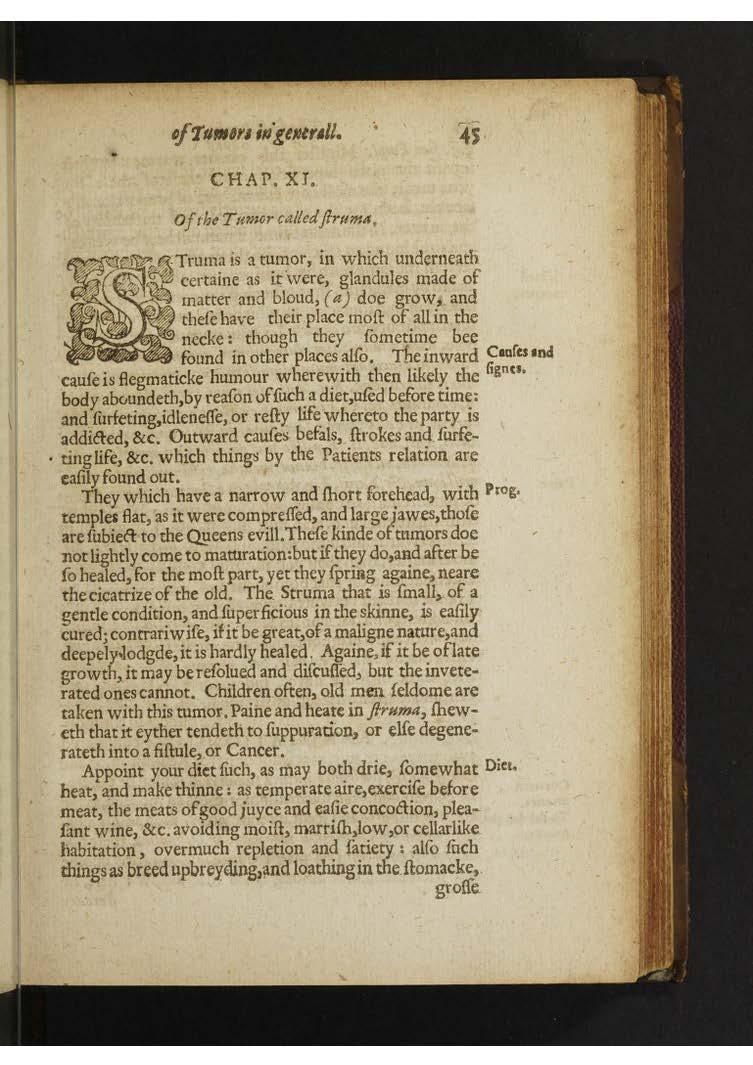 of Tumors in generall. 45
CHAP. XI.
Of the Tumor called ſtruma.
STruma is a tumor, in which underneath
certaine as it were, glandules made of
matter and bloud, (a) doe grow, and
theſe have their place moſt of all in the
necke: though they ſometime bee
found in other places alſo. The inward
Cauſes and
ſignes.
cauſe is flegmaticke humour wherewith then likely the
body aboundeth,by reaſon of ſuch a diet,uſed before time:
and ſurfeting,idleneſſe, or reſty life whereto the party is
addicted, &c. Outward cauſes befals, ſtrokes and ſurfe-
ting life, &c. which things by the Patients relation are
eaſily found out.
They which have a narrow and ſhort forehead, with
Prog.
temples flat, as it were compreſſed, and large jawes,thoſe
are ſubiect to the Queens evill.Theſe kinde of tumors doe
not lightly come to matturation:but if they do,and after be
ſo healed, for the moſt part, yet they ſpring againe, neare
the cicatrize of the old. The Struma that is ſmall, of a
gentle condition, and ſuperficious in the skinne, is eaſily
cured; contrariwiſe, if it be great,of a maligne nature,and
deepely lodgde, it is hardly healed. Againe, if it be of late
growth, it may be reſolued and diſcuſſed, but the invete-
rated ones cannot. Children often, old men ſeldome are
taken with this tumor. Paine and heate in ſtruma, ſhew-
eth that it eyther tendeth to ſuppuration, or elſe degene-
rateth into a fiſtule, or Cancer.
Appoint your diet ſuch, as may both drie, ſomewhat
Diet.
heat, and make thinne: as temperate aire,exerciſe before
meat, the meats of good juyce and eaſie concoction, plea-
ſant wine, &c. avoiding moiſt, marriſh,low,or cellarlike
habitation, overmuch repletion and ſatiety: alſo ſuch
things as breed upbreyding,and loathing in the ſtomacke,
groſſe